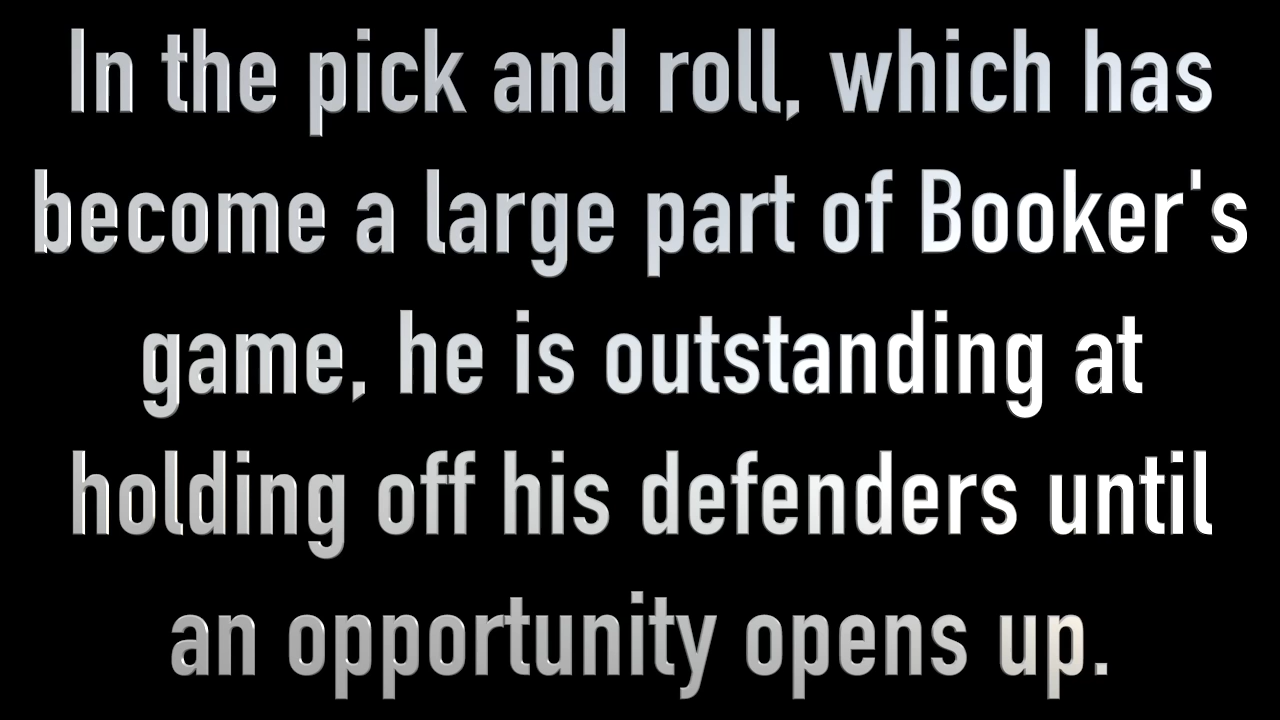 In the pick and roll, which has
become a large part of Booker's
game, he is outstanding at
holding off his defenders until
an opportunity opens up.